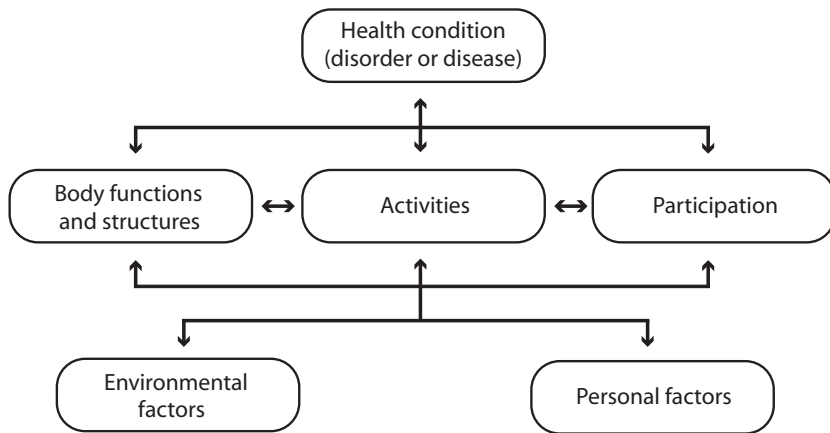 Health condition
(disorder or disease)
Body functions
and structures
Activities
Participation
Environmental
factors
Personal factors